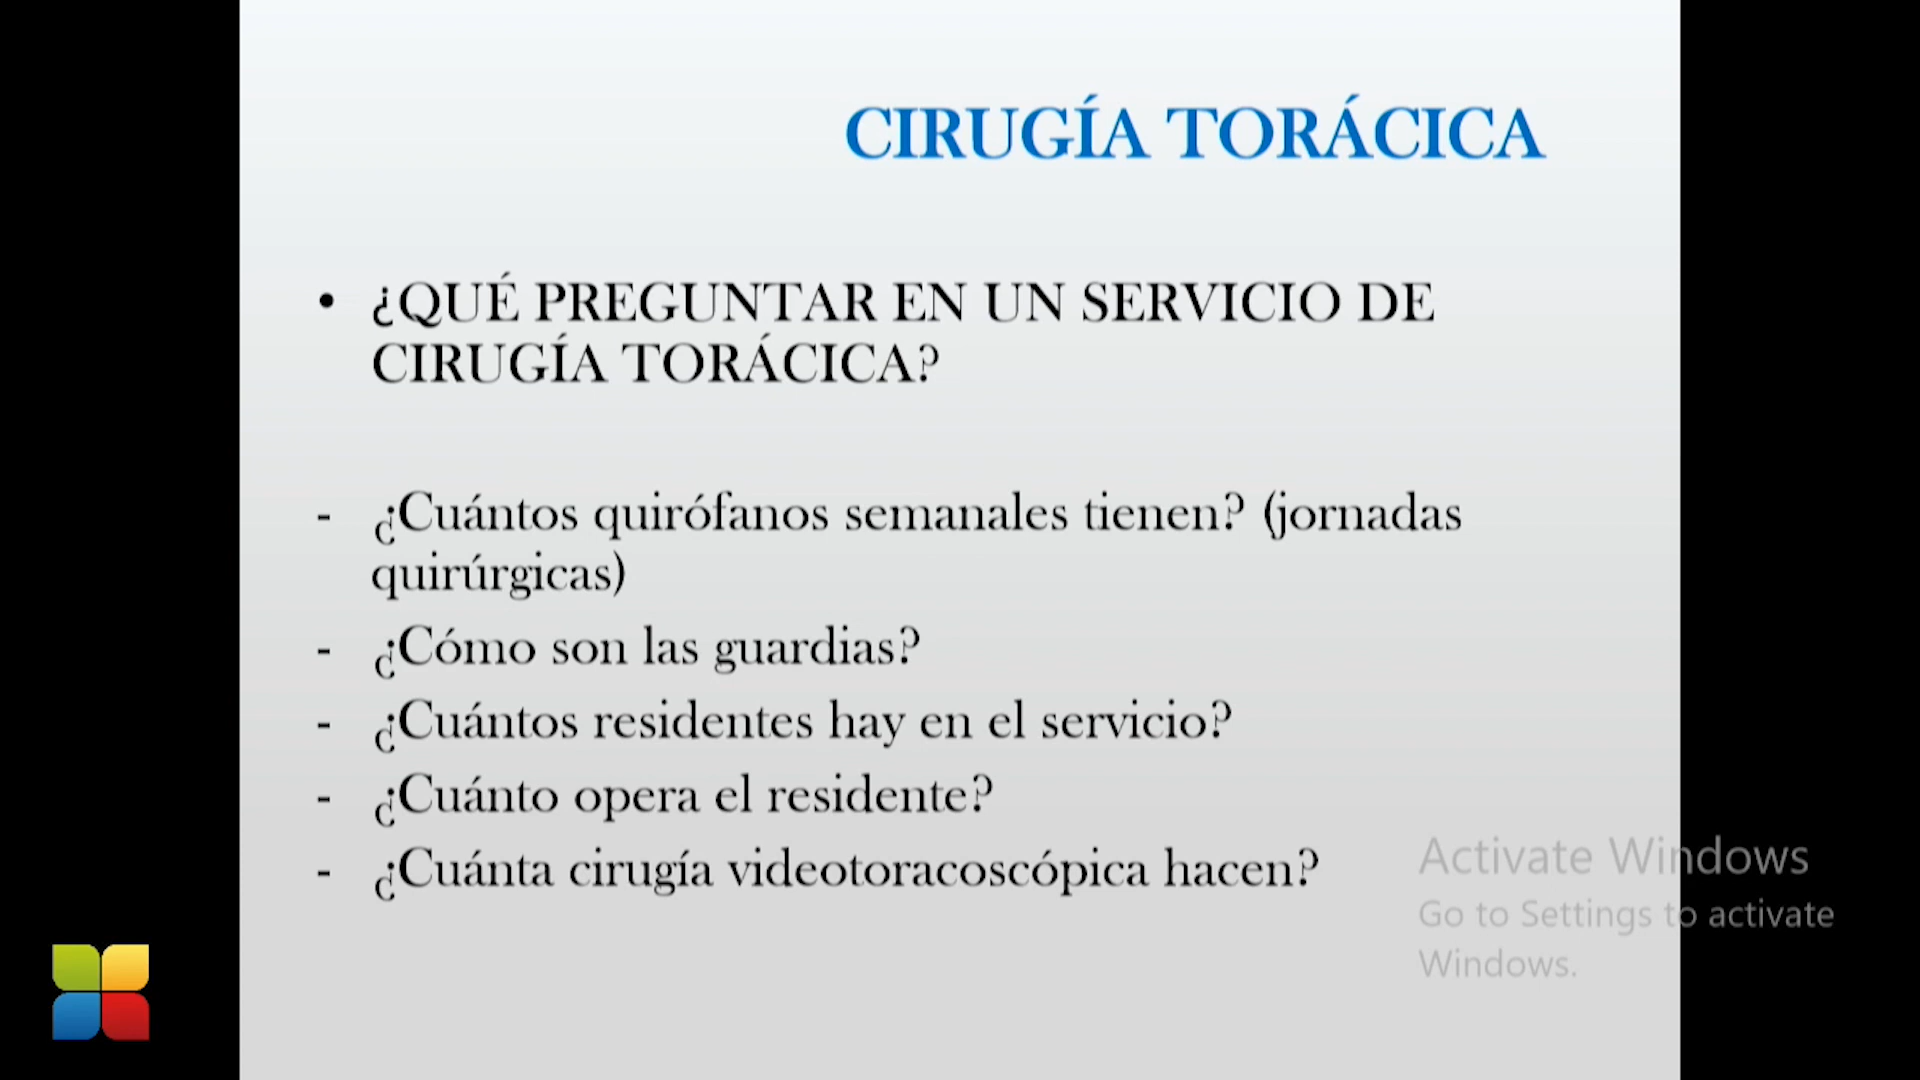 CIRUGÍA TORÁCICA
• ¿QUÉ PREGUNTAR EN UN SERVICIO DE
CIRUGÍA TORÁCICA?
- ¿Cuántos quirófanos semanales tienen? (jornadas
quirúrgicas)
- ¿Cómo son las guardias?
- ¿Cuántos residentes hay en el servicio?
- ¿Cuánto opera el residente?
- ¿Cuánta cirugía videotoracoscópica hacen?
Activate Windows
Go to Settings to activate
Windows.